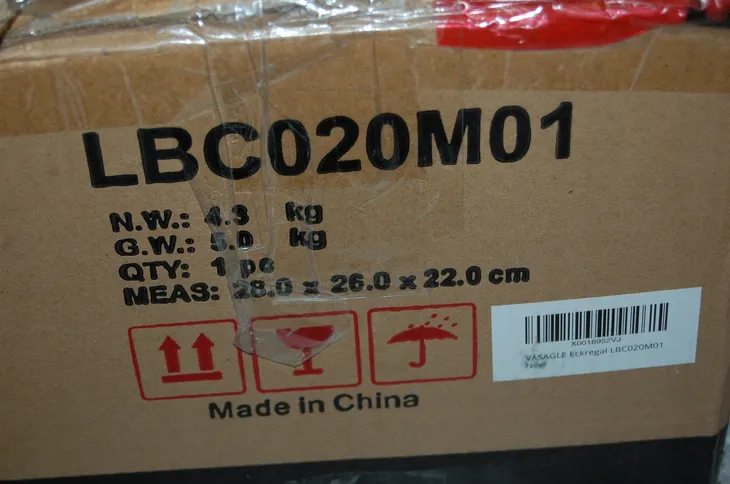 LBC020M01
N.W.: 4.3 kg
G.W.: 5.0 kg
QTY: 1 pc
MEAS: 28.0 x 26.0 x 22.0 cm
X0016952VJ
VASAGLE Eckregal LBC020M01
New
Made in China